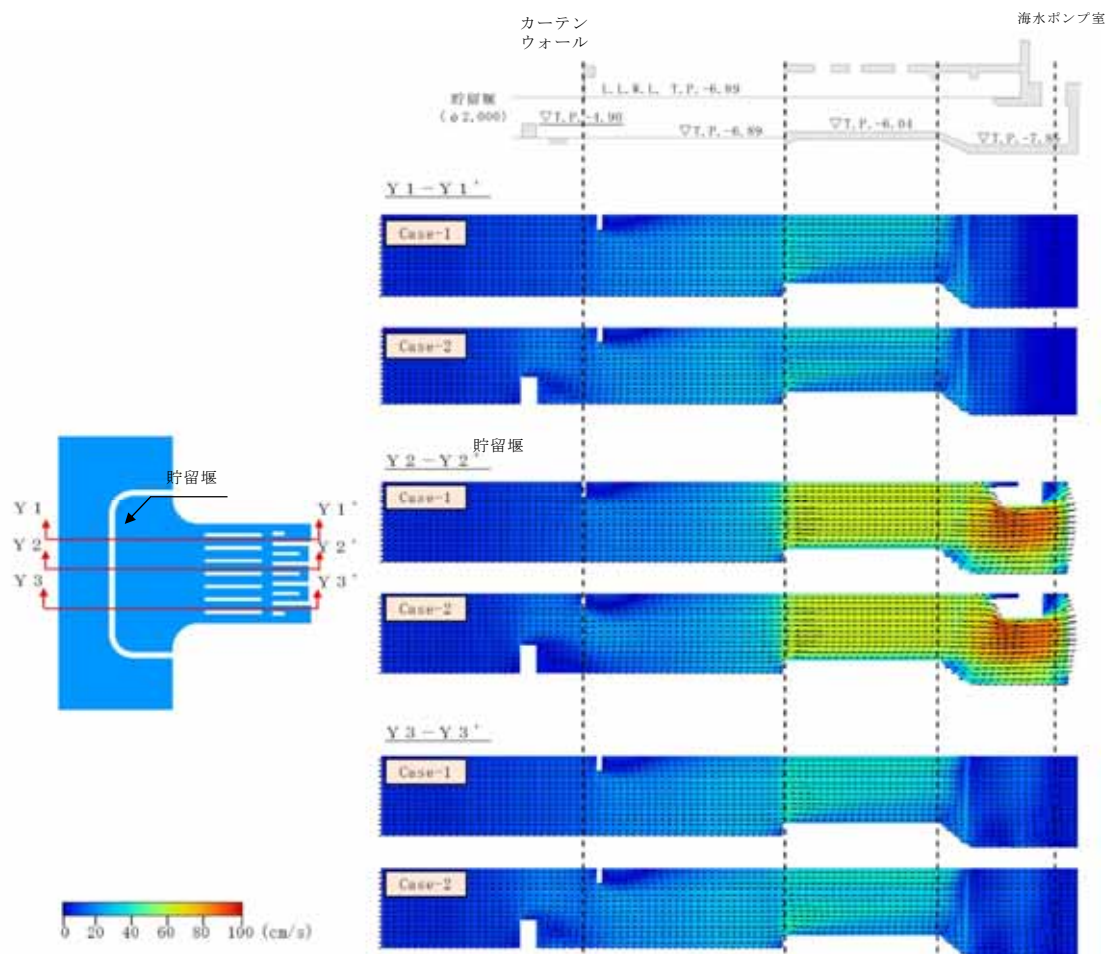 カーテン
ウォール
海水ポンプ室
L.L.W.L. T.P.-6.89
貯留堰
(φ2,000)
▽T.P.-4.90
▽T.P.-6.89
▽T.P.-6.04
Y1-Y1'
Case-1
Case-2
Y2-Y2'
貯留堰
Case-1
Case-2
Y3-Y3'
Case-1
Case-2
貯留堰
Y1
Y1'
Y2
Y2'
Y3
Y3'
0 20 40 60 80 100 (cm/s)